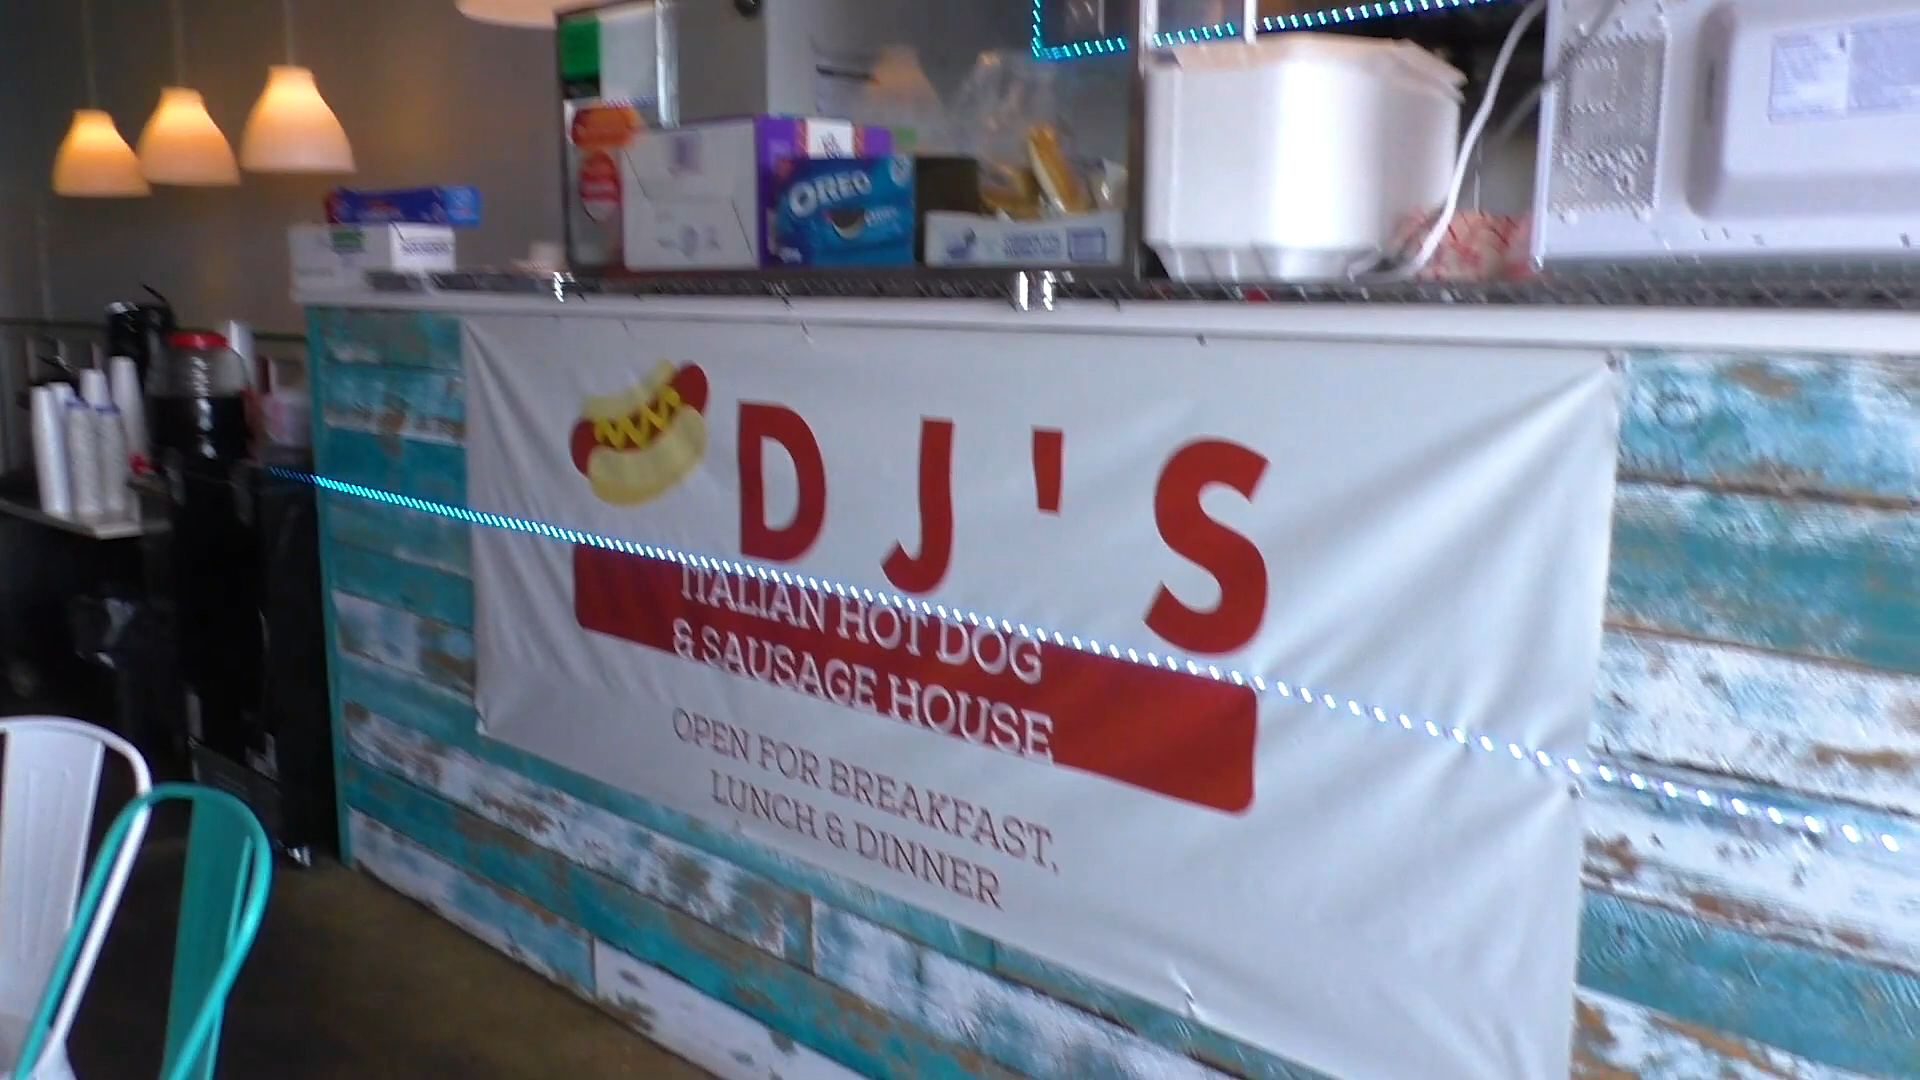 OREO
DJ'S
ITALIAN HOT DOG
& SAUSAGE HOUSE
OPEN FOR BREAKFAST,
LUNCH & DINNER